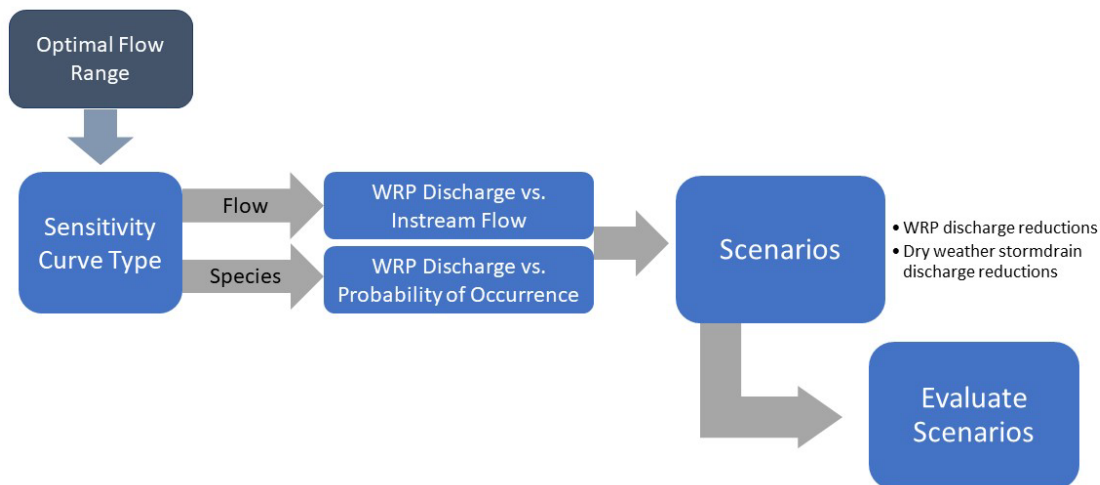 Optimal Flow
Range
Sensitivity
Curve Type
Flow
Species
WRP Discharge vs.
Instream Flow
WRP Discharge vs.
Probability of Occurrence
Scenarios
• WRP discharge reductions
• Dry weather stormdrain
discharge reductions
Evaluate
Scenarios